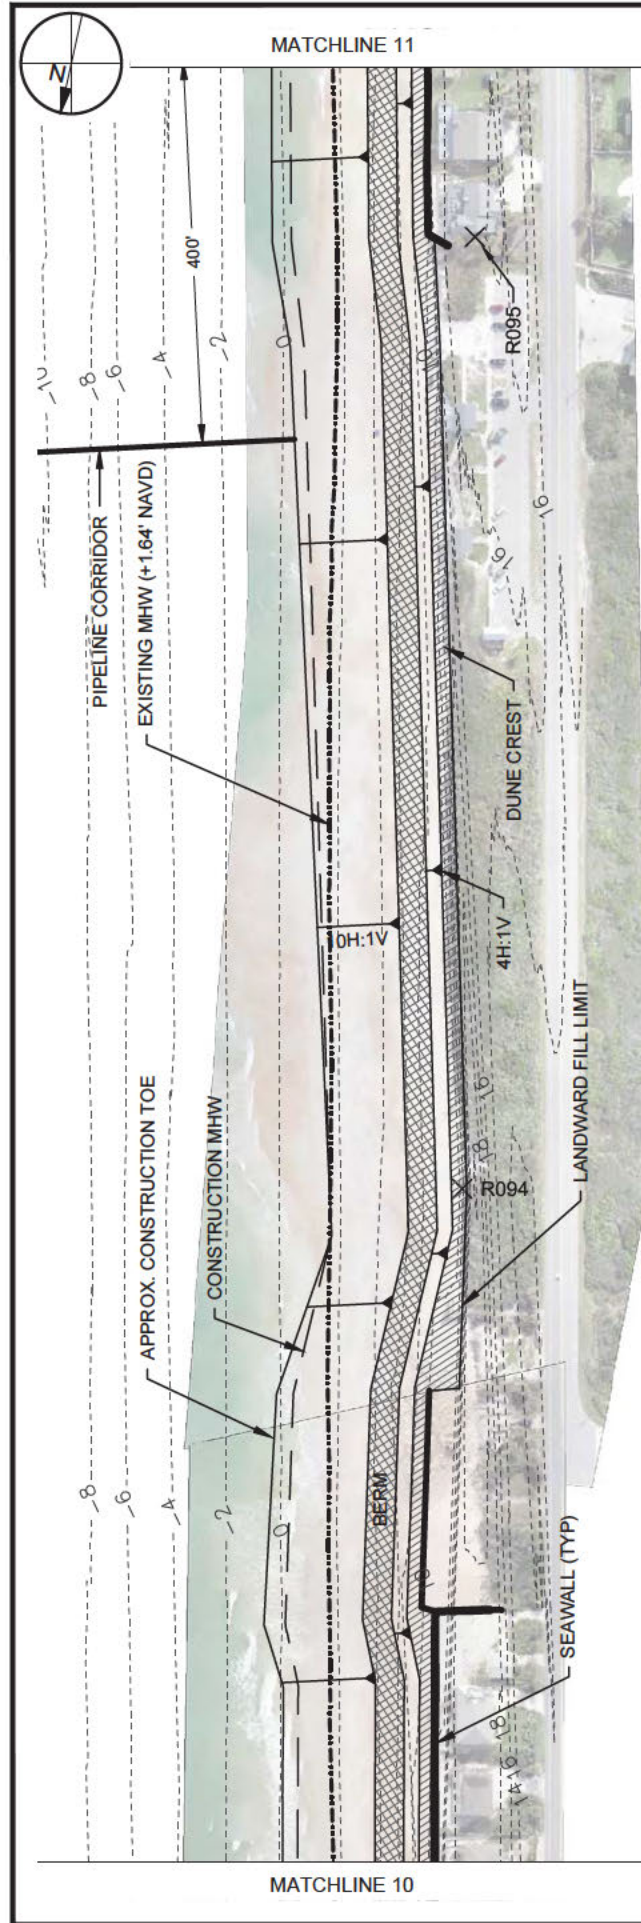 MATCHLINE 11
N
400'
R095
-10
-8
-6
-4
-2
0
16
16
16
PIPELINE CORRIDOR
EXISTING MHW (+1.64' NAVD)
DUNE CREST
10H:1V
4H:1V
APPROX. CONSTRUCTION TOE
CONSTRUCTION MHW
LANDWARD FILL LIMIT
16
18
R094
-8
-6
-4
-2
0
BERM
SEAWALL (TYP)
18
16
14
MATCHLINE 10